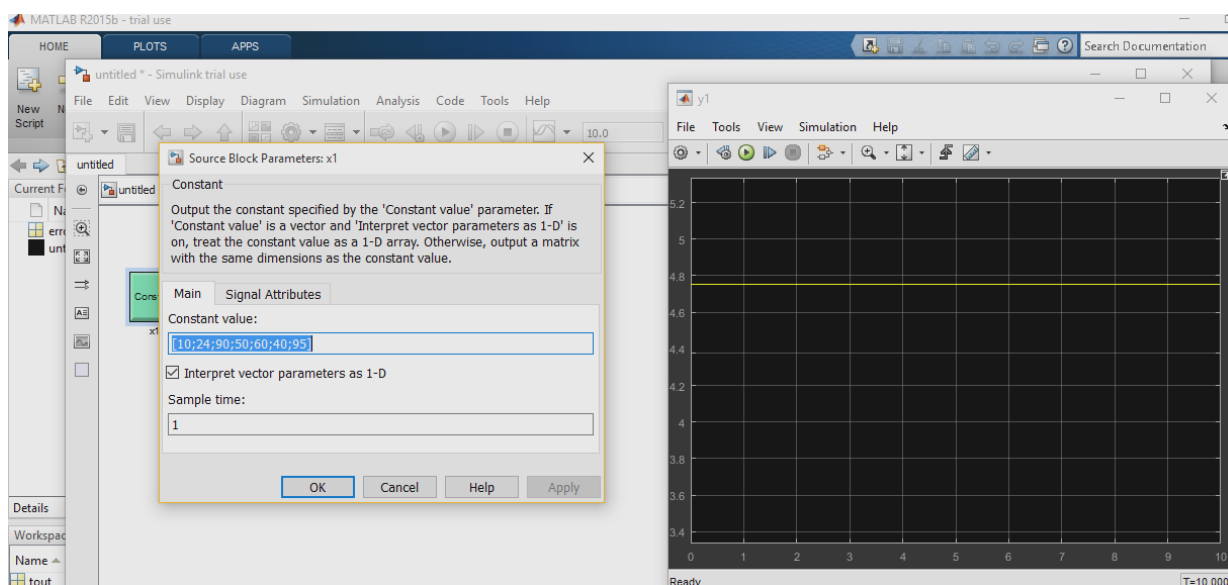 MATLAB R2015b - trial use
HOME PLOTS APPS
Search Documentation
New
Script
untitled * - Simulink trial use
File Edit View Display Diagram Simulation Analysis Code Tools Help
10.0
untitled
Current F
untitled
Source Block Parameters: x1
Constant
Output the constant specified by the 'Constant value' parameter. If
'Constant value' is a vector and 'Interpret vector parameters as 1-D' is
on, treat the constant value as a 1-D array. Otherwise, output a matrix
with the same dimensions as the constant value.
Main Signal Attributes
Constant value:
[10;24;90;50;60;40;95]
Interpret vector parameters as 1-D
Sample time:
1
OK Cancel Help Apply
Na
erro
unt
Cons
x1
Details
Workspac
Name
tout
y1
File Tools View Simulation Help
5.2
5
4.8
4.6
4.4
4.2
4
3.8
3.6
3.4
0 1 2 3 4 5 6 7 8 9 10
Ready
T=10.000